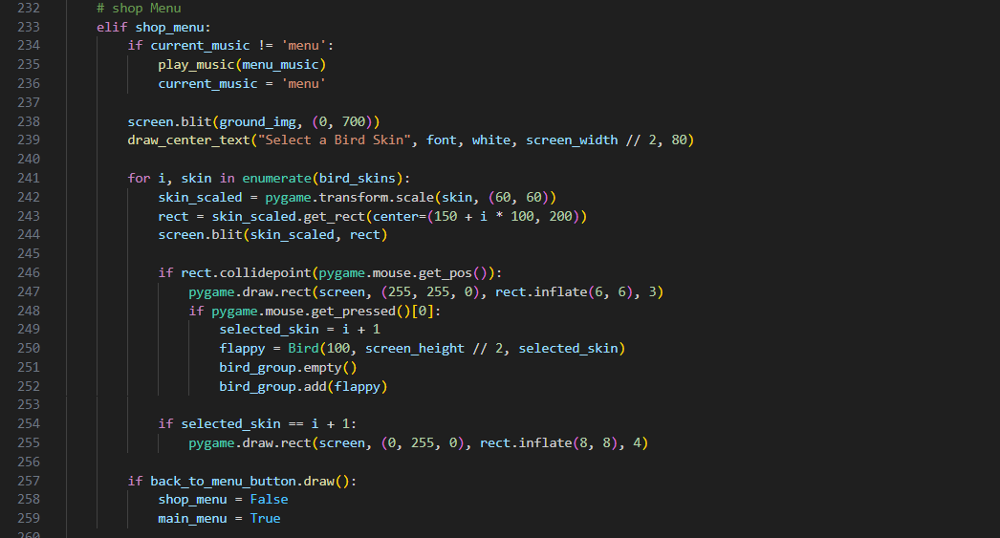 232 # shop Menu
233 elif shop_menu:
234 if current_music != 'menu':
235 play_music(menu_music)
236 current_music = 'menu'
237
238 screen.blit(ground_img, (0, 700))
239 draw_center_text("Select a Bird Skin", font, white, screen_width // 2, 80)
240
241 for i, skin in enumerate(bird_skins):
242 skin_scaled = pygame.transform.scale(skin, (60, 60))
243 rect = skin_scaled.get_rect(center=(150 + i * 100, 200))
244 screen.blit(skin_scaled, rect)
245
246 if rect.collidepoint(pygame.mouse.get_pos()):
247 pygame.draw.rect(screen, (255, 255, 0), rect.inflate(6, 6), 3)
248 if pygame.mouse.get_pressed()[0]:
249 selected_skin = i + 1
250 flappy = Bird(100, screen_height // 2, selected_skin)
251 bird_group.empty()
252 bird_group.add(flappy)
253
254 if selected_skin == i + 1:
255 pygame.draw.rect(screen, (0, 255, 0), rect.inflate(8, 8), 4)
256
257 if back_to_menu_button.draw():
258 shop_menu = False
259 main_menu = True
260